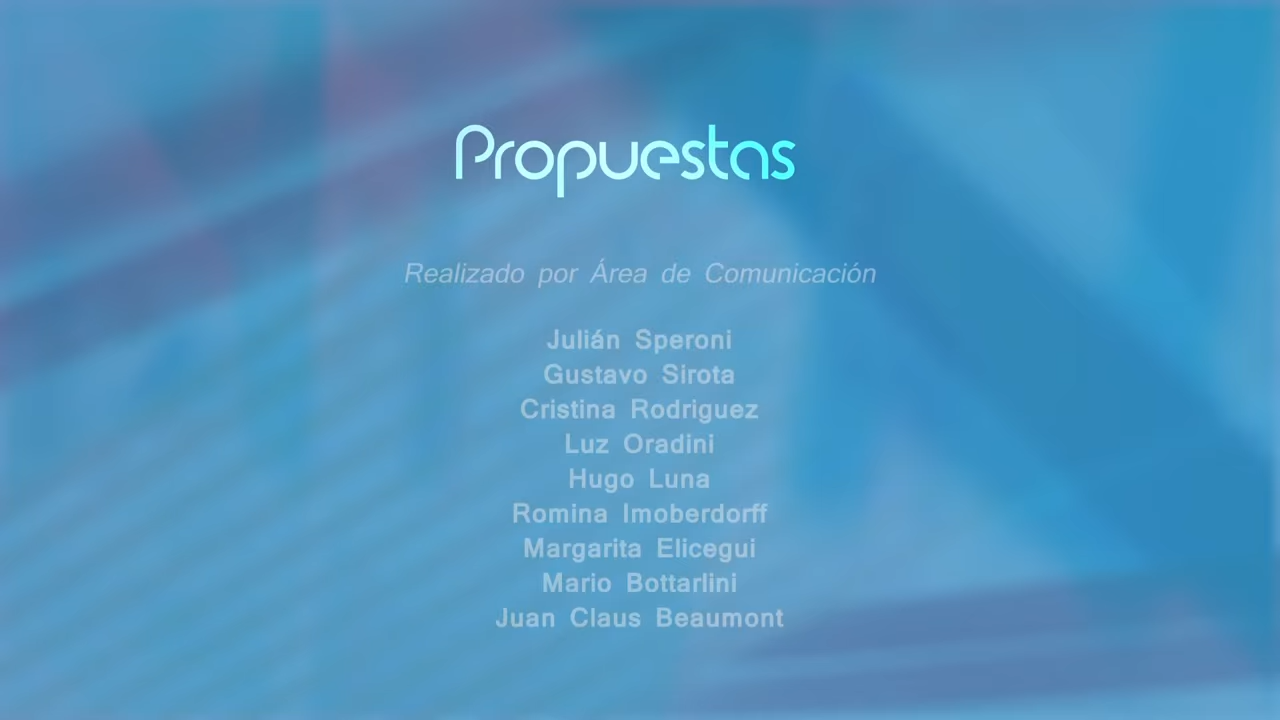 Propuestas
Realizado por Área de Comunicación
Julián Speroni
Gustavo Sirota
Cristina Rodriguez
Luz Oradini
Hugo Luna
Romina Imoberdorff
Margarita Elicegui
Mario Bottarlini
Juan Claus Beaumont